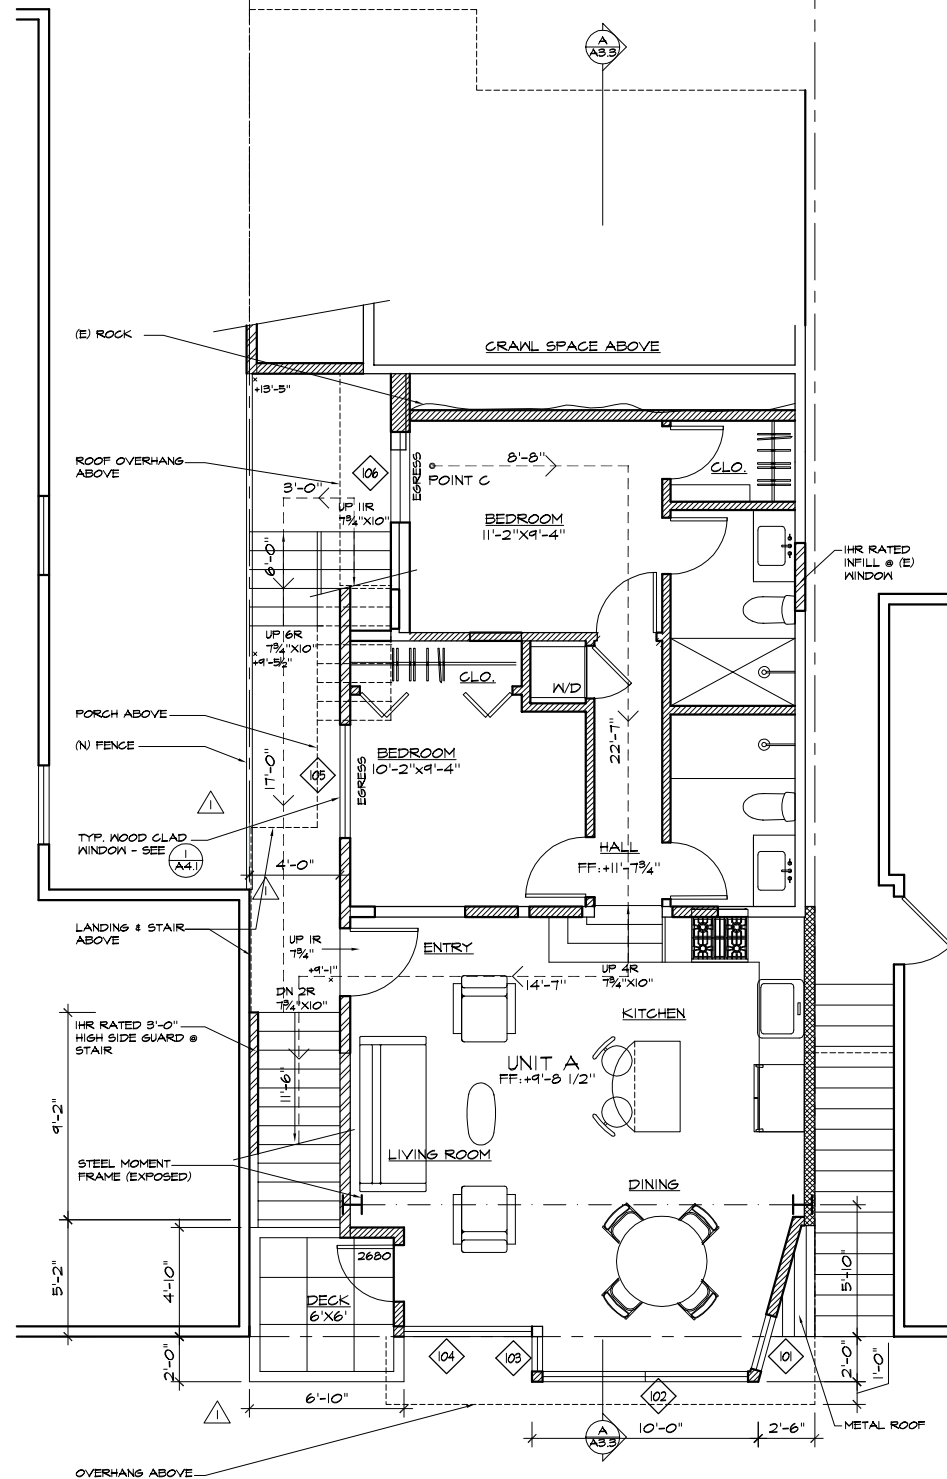 A
A3.3
(E) ROCK
CRAWL SPACE ABOVE
+13'-5"
ROOF OVERHANG
ABOVE
106
EGRESS
POINT C
8'-8"
CLO.
3'-0"
UP 11R
7¾"X10"
BEDROOM
11'-2"X9'-4"
1HR RATED
INFILL @ (E)
WINDOW
6'-0"
UP 6R
7¾"X10"
+9'-5½"
CLO.
W/D
PORCH ABOVE
(N) FENCE
17'-0"
105
EGRESS
BEDROOM
10'-2"x9'-4"
22'-7"
1
TYP. WOOD CLAD
WINDOW - SEE
1
A4.1
4'-0"
1
HALL
FF:+11'-7¾"
LANDING & STAIR
ABOVE
UP 1R
7¾"
+9'-1"
ENTRY
DN 2R
7¾"X10"
14'-7"
UP 4R
7¾"X10"
KITCHEN
1HR RATED 3'-0"
HIGH SIDE GUARD @
STAIR
11'-6"
UNIT A
FF:+9'-8 1/2"
9'-2"
STEEL MOMENT
FRAME (EXPOSED)
LIVING ROOM
DINING
5'-2"
4'-10"
2680
DECK
6'X6'
5'-10"
2'-0"
104
103
101
2'-0"
1'-0"
102
6'-10"
1
A
A3.3
10'-0"
2'-6"
METAL ROOF
OVERHANG ABOVE